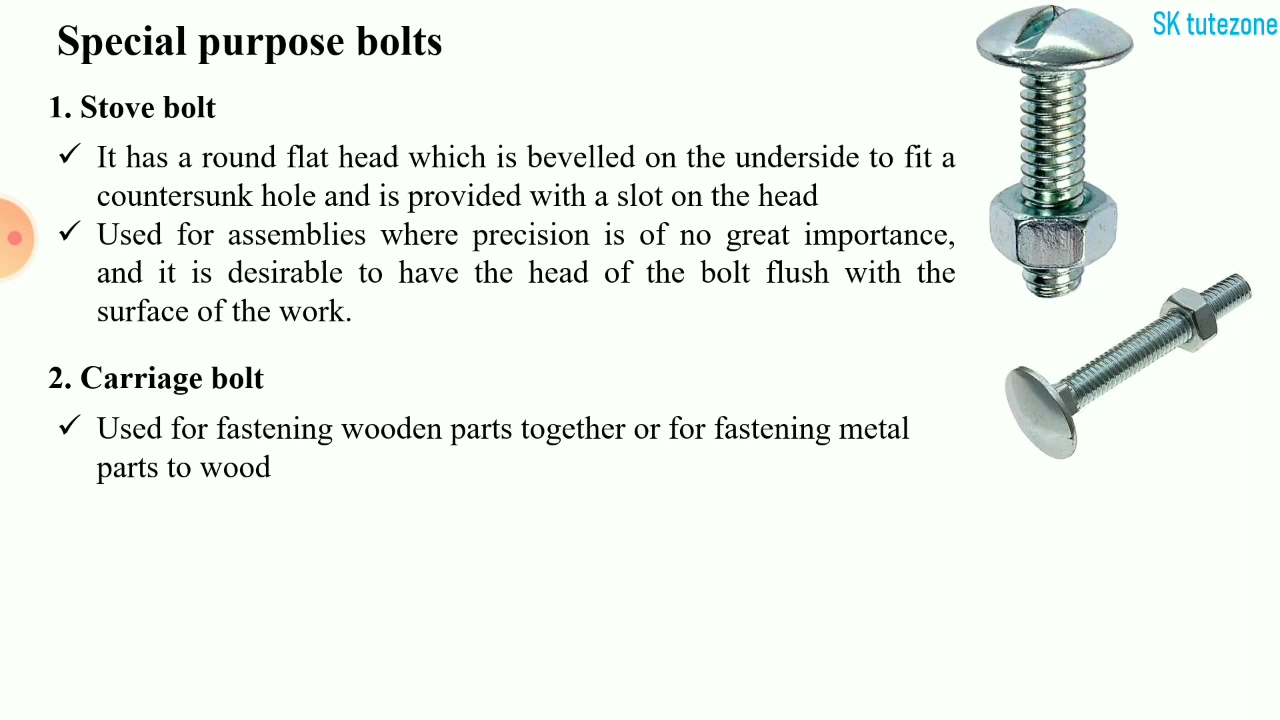 Special purpose bolts
SK tutezone
1. Stove bolt
✓ It has a round flat head which is bevelled on the underside to fit a
countersunk hole and is provided with a slot on the head
✓ Used for assemblies where precision is of no great importance,
and it is desirable to have the head of the bolt flush with the
surface of the work.
2. Carriage bolt
✓ Used for fastening wooden parts together or for fastening metal
parts to wood